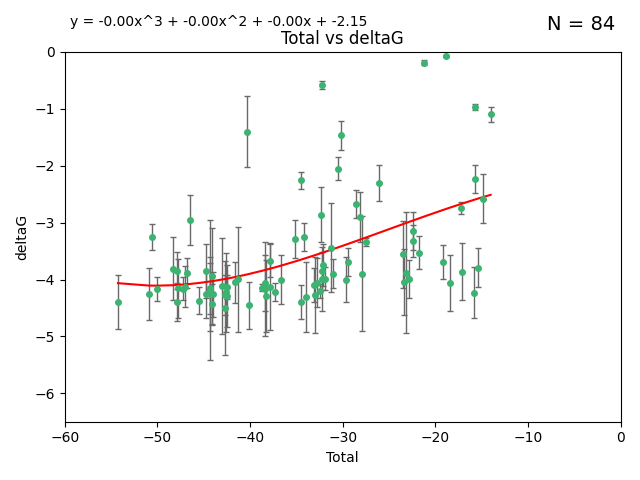 y = -0.00x^3 + -0.00x^2 + -0.00x + -2.15
N = 84
Total vs deltaG
0
−1
−2
−3
−4
−5
−6
deltaG
−60 −50 −40 −30 −20 −10 0
Total